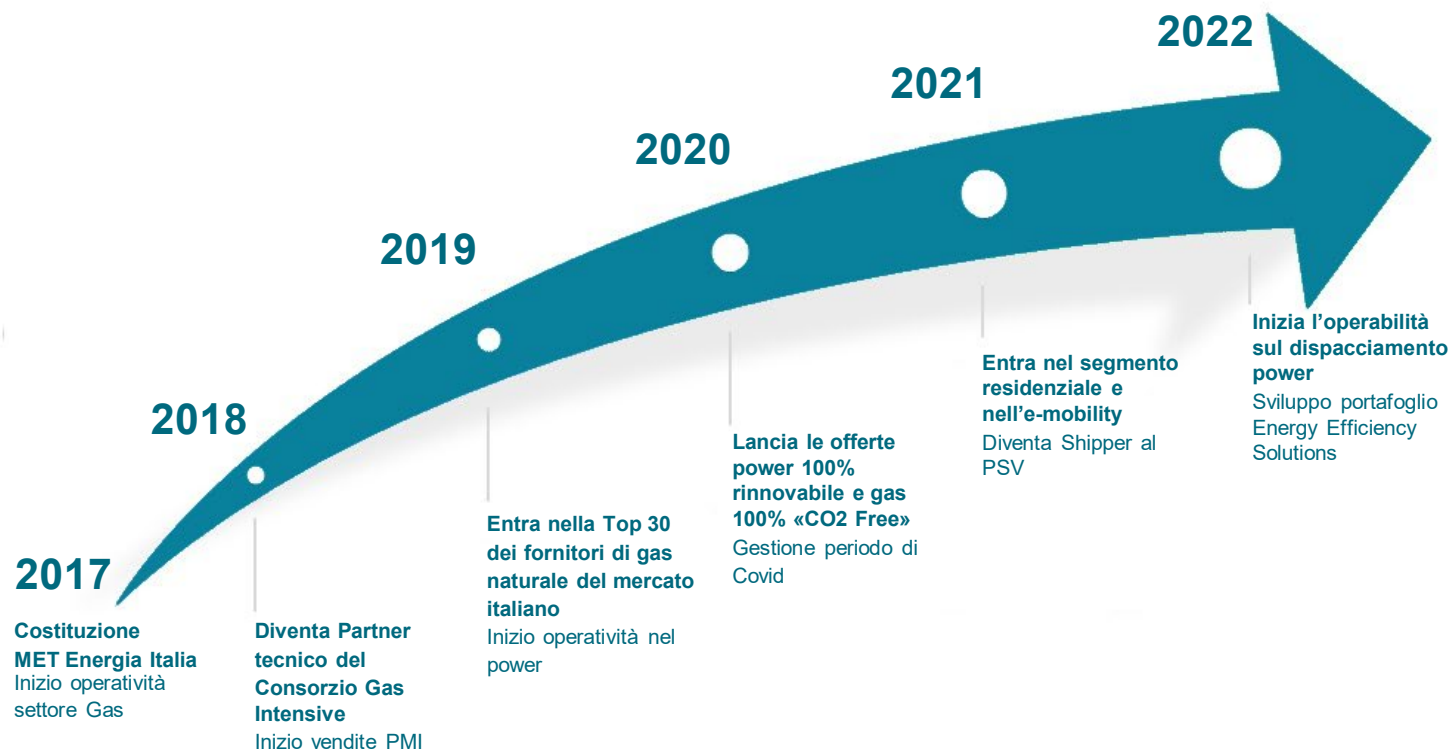 2017
Costituzione
MET Energia Italia
Inizio operatività
settore Gas
2018
Diventa Partner
tecnico del
Consorzio Gas
Intensive
Inizio vendite PMI
2019
Entra nella Top 30
dei fornitori di gas
naturale del mercato
italiano
Inizio operatività nel
power
2020
Lancia le offerte
power 100%
rinnovabile e gas
100% «CO2 Free»
Gestione periodo di
Covid
2021
Entra nel segmento
residenziale e
nell'e-mobility
Diventa Shipper al
PSV
2022
Inizia l'operabilità
sul dispacciamento
power
Sviluppo portafoglio
Energy Efficiency
Solutions